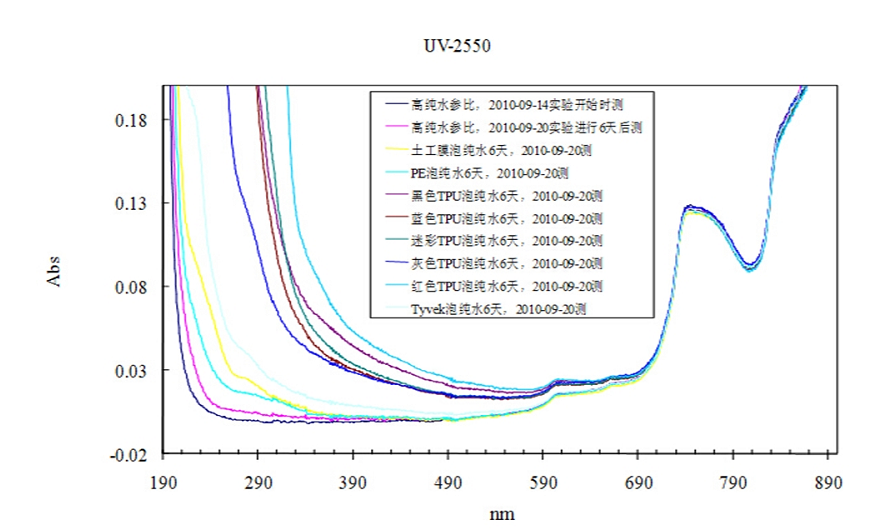 UV-2550
Abs
0.18
0.13
0.08
0.03
-0.02
高纯水参比，2010-09-14实验开始时测
高纯水参比，2010-09-20实验进行6天后测
土工膜泡纯水6天，2010-09-20测
PE泡纯水6天，2010-09-20测
黑色TPU泡纯水6天，2010-09-20测
蓝色TPU泡纯水6天，2010-09-20测
迷彩TPU泡纯水6天，2010-09-20测
灰色TPU泡纯水6天，2010-09-20测
红色TPU泡纯水6天，2010-09-20测
Tyvek泡纯水6天，2010-09-20测
190 290 390 490 590 690 790 890
nm